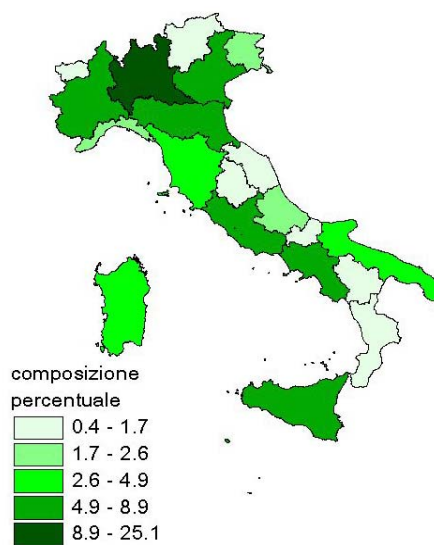 composizione
percentuale
0.4 - 1.7
1.7 - 2.6
2.6 - 4.9
4.9 - 8.9
8.9 - 25.1